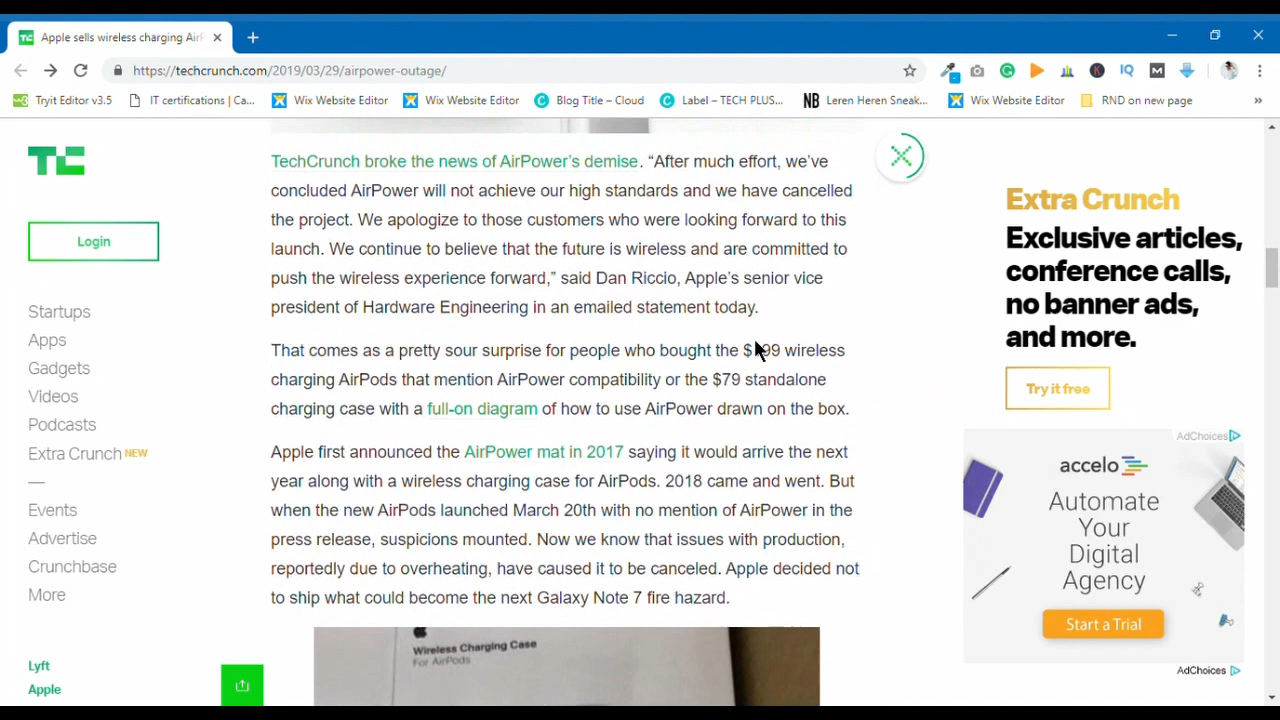 Apple sells wireless charging AirP
https://techcrunch.com/2019/03/29/airpower-outage/
Tryit Editor v3.5
IT certifications | Ca...
Wix Website Editor
Wix Website Editor
Blog Title – Cloud
Label – TECH PLUS...
NB
Leren Heren Sneak...
Wix Website Editor
RND on new page
TC
Login
Startups
Apps
Gadgets
Videos
Podcasts
Extra Crunch NEW
—
Events
Advertise
Crunchbase
More
Lyft
Apple
TechCrunch broke the news of AirPower’s demise. “After much effort, we’ve
concluded AirPower will not achieve our high standards and we have cancelled
the project. We apologize to those customers who were looking forward to this
launch. We continue to believe that the future is wireless and are committed to
push the wireless experience forward,” said Dan Riccio, Apple’s senior vice
president of Hardware Engineering in an emailed statement today.
That comes as a pretty sour surprise for people who bought the $199 wireless
charging AirPods that mention AirPower compatibility or the $79 standalone
charging case with a full-on diagram of how to use AirPower drawn on the box.
Apple first announced the AirPower mat in 2017 saying it would arrive the next
year along with a wireless charging case for AirPods. 2018 came and went. But
when the new AirPods launched March 20th with no mention of AirPower in the
press release, suspicions mounted. Now we know that issues with production,
reportedly due to overheating, have caused it to be canceled. Apple decided not
to ship what could become the next Galaxy Note 7 fire hazard.
Wireless Charging Case
For AirPods
Extra Crunch
Exclusive articles,
conference calls,
no banner ads,
and more.
Try it free
AdChoices
accelo
Automate
Your
Digital
Agency
Start a Trial
AdChoices